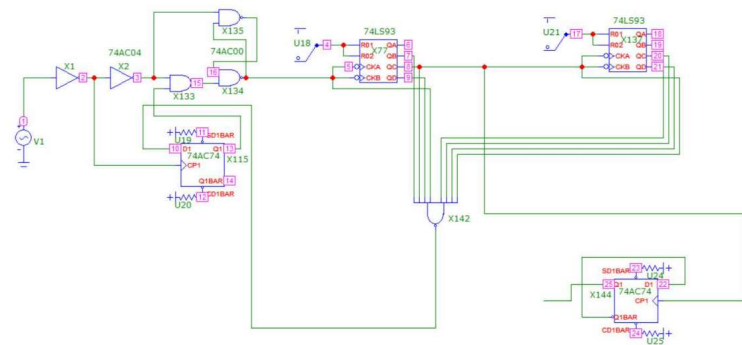 74LS93
74LS93
X135
U18
4
R01 QA 6
R02 X77 QB 7
5 CKA QC 8
CKB QD 9
U21
17
R01 QA 18
R02 X137 QB 19
CKA QC 20
CKB QD 21
X1
74AC04
X2
74AC00
16
2
3
X133
15
X134
1
V1
U19
11
SD1BAR
10
D1 Q1
13
X115
74AC74
CP1
Q1BAR
14
U20
12
CD1BAR
X142
23
U24
SD1BAR
25
Q1 D1
22
X144
74AC74
CP1
Q1BAR
CD1BAR
24
U25